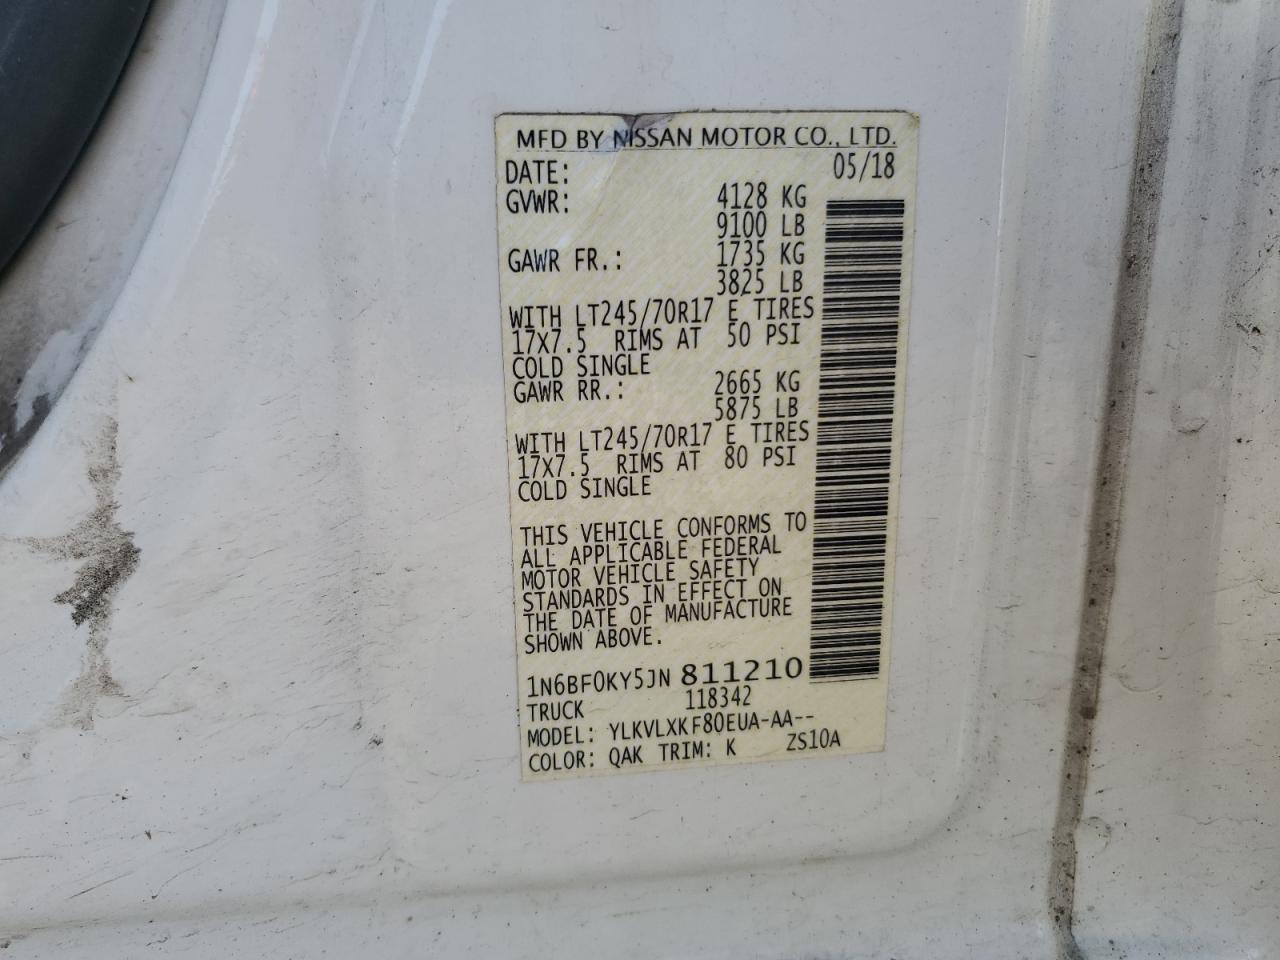 MFD BY NISSAN MOTOR CO., LTD.
DATE: 05/18
GVWR: 4128 KG
9100 LB
GAWR FR.: 1735 KG
3825 LB
WITH LT245/70R17 E TIRES
17X7.5 RIMS AT 50 PSI
COLD SINGLE
GAWR RR.: 2665 KG
5875 LB
WITH LT245/70R17 E TIRES
17X7.5 RIMS AT 80 PSI
COLD SINGLE
THIS VEHICLE CONFORMS TO
ALL APPLICABLE FEDERAL
MOTOR VEHICLE SAFETY
STANDARDS IN EFFECT ON
THE DATE OF MANUFACTURE
SHOWN ABOVE.
1N6BF0KY5JN 811210
TRUCK 118342
MODEL: YLKVLXKF80EUA-AA--
COLOR: QAK TRIM: K ZS10A